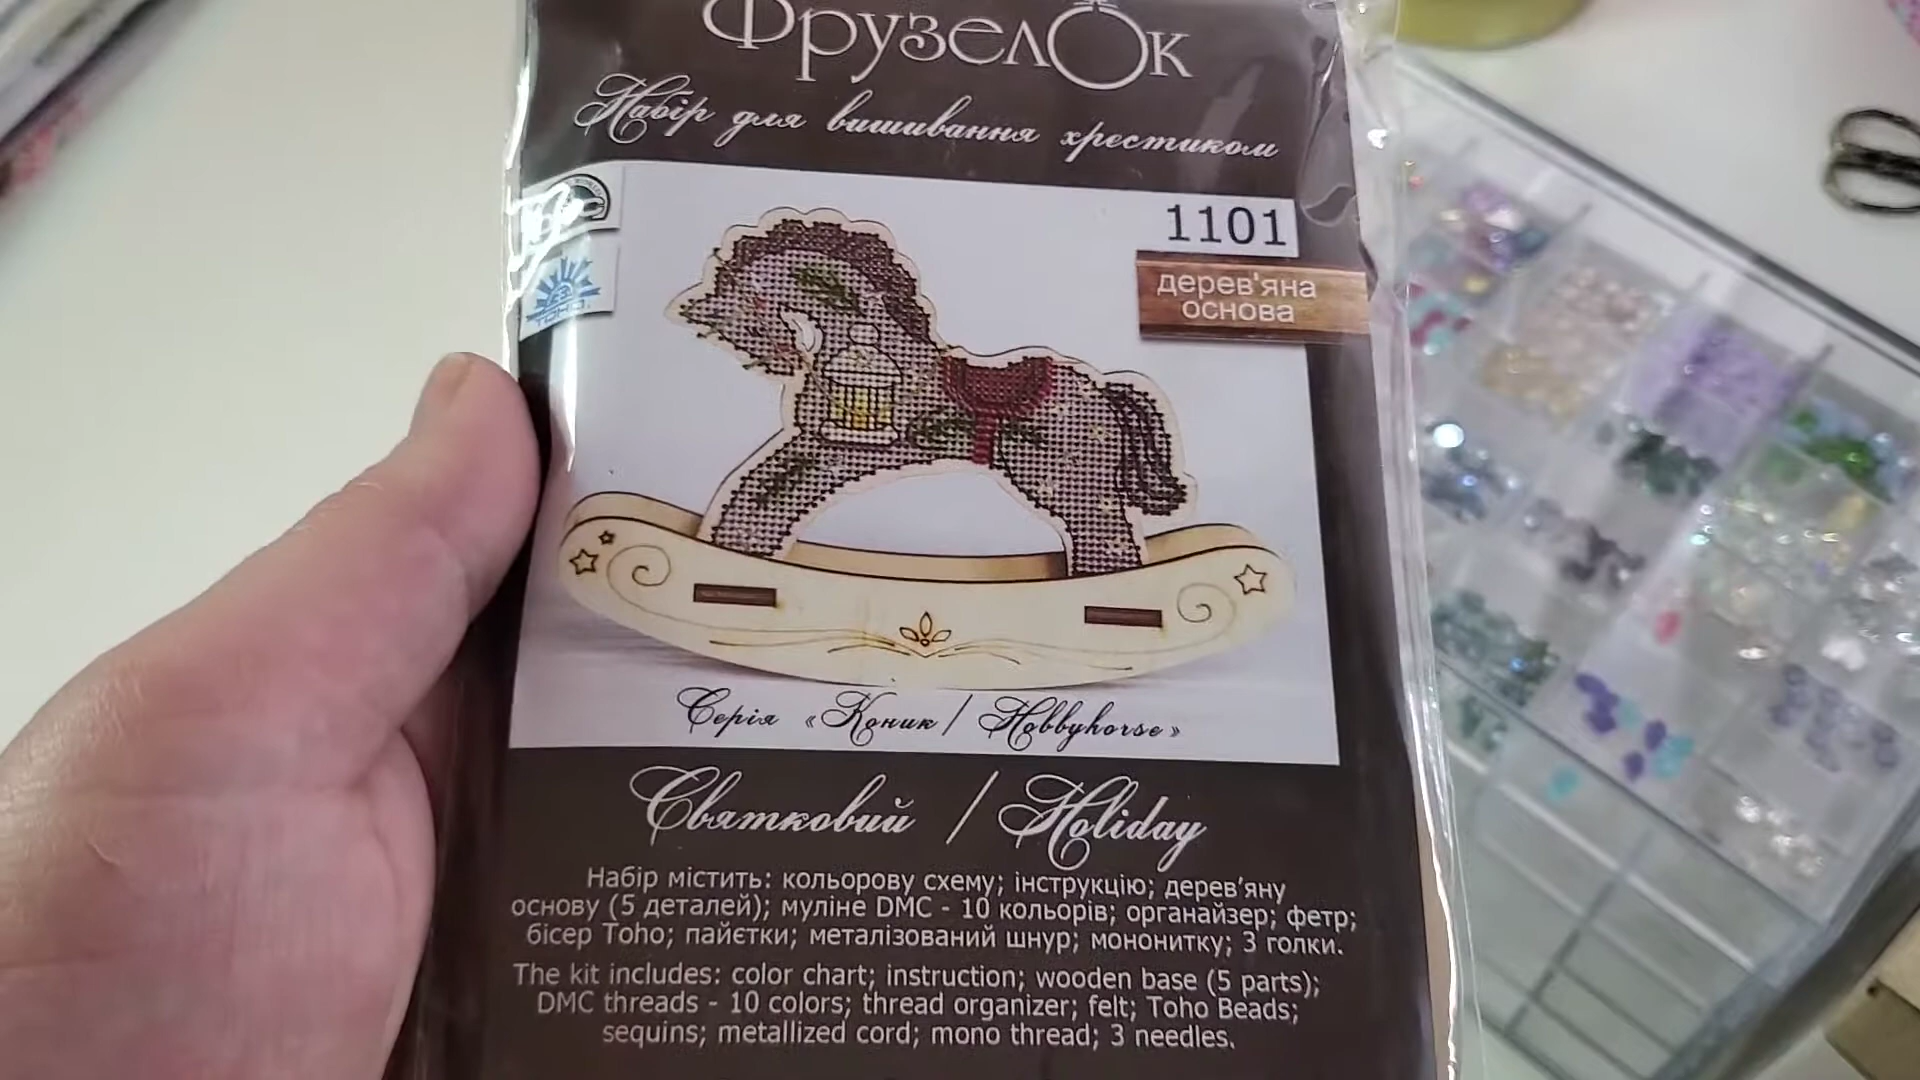 ФрузелОк
Набір для вишивання хрестиком
1101
дерев'яна
основа
TOHO
Серія «Коник / Hobbyhorse»
Святковий / Holiday
Набір містить: кольорову схему; інструкцію; дерев’яну
основу (5 деталей); муліне DMC - 10 кольорів; органайзер; фетр;
бісер Toho; пайєтки; металізований шнур; мононитку; 3 голки.
The kit includes: color chart; instruction; wooden base (5 parts);
DMC threads - 10 colors; thread organizer; felt; Toho Beads;
sequins; metallized cord; mono thread; 3 needles.